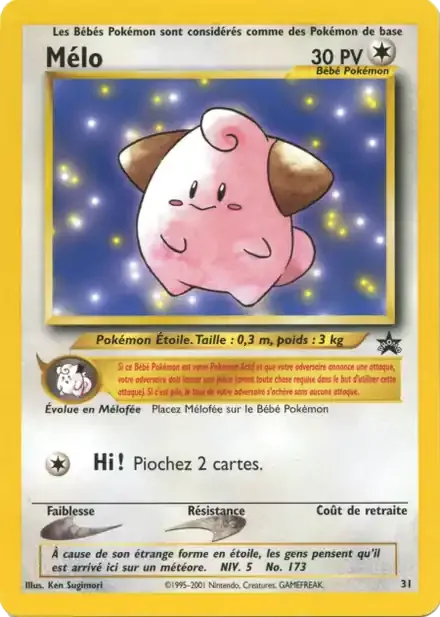 Les Bébés Pokémon sont considérés comme des Pokémon de base
Mélo
30 PV
Bébé Pokémon
Pokémon Étoile. Taille : 0,3 m, poids : 3 kg
PROMO
Si ce Bébé Pokémon est votre Pokémon Actif et que votre adversaire annonce une attaque,
votre adversaire doit lancer une pièce (avant toute chose requise dans le but d'utiliser cette
attaque). Si c'est pile, le tour de votre adversaire s'achève sans aucune attaque.
Évolue en Mélofée Placez Mélofée sur le Bébé Pokémon
Hi! Piochez 2 cartes.
Faiblesse
Résistance
Coût de retraite
À cause de son étrange forme en étoile, les gens pensent qu'il
est arrivé ici sur un météore. NIV. 5 No. 173
Illus. Ken Sugimori
©1995-2001 Nintendo, Creatures, GAMEFREAK.
31